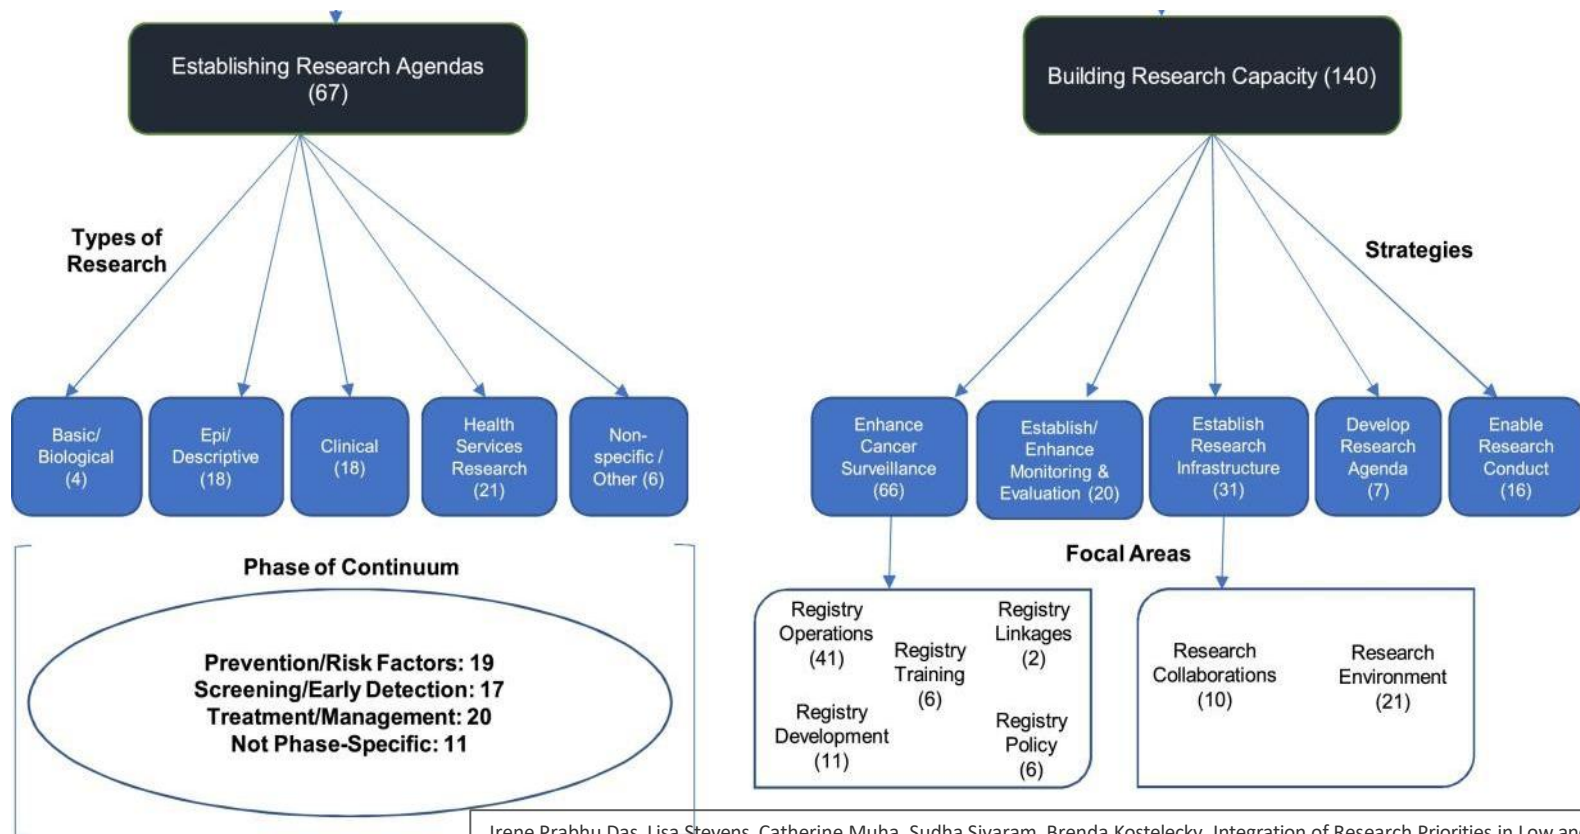 Establishing Research Agendas
(67)
Building Research Capacity (140)
Types of
Research
Strategies
Basic/
Biological
(4)
Epi/
Descriptive
(18)
Clinical
(18)
Health
Services
Research
(21)
Non-
specific /
Other (6)
Enhance
Cancer
Surveillance
(66)
Establish/
Enhance
Monitoring &
Evaluation (20)
Establish
Research
Infrastructure
(31)
Develop
Research
Agenda
(7)
Enable
Research
Conduct
(16)
Phase of Continuum
Prevention/Risk Factors: 19
Screening/Early Detection: 17
Treatment/Management: 20
Not Phase-Specific: 11
Focal Areas
Registry
Operations
(41)
Registry
Linkages
(2)
Registry
Training
(6)
Registry
Development
(11)
Registry
Policy
(6)
Research
Collaborations
(10)
Research
Environment
(21)
Irene Prabhu Das, Lisa Stevens, Catherine Muha, Sudha Sivaram, Brenda Kostelecky, Integration of Research Priorities in Low an